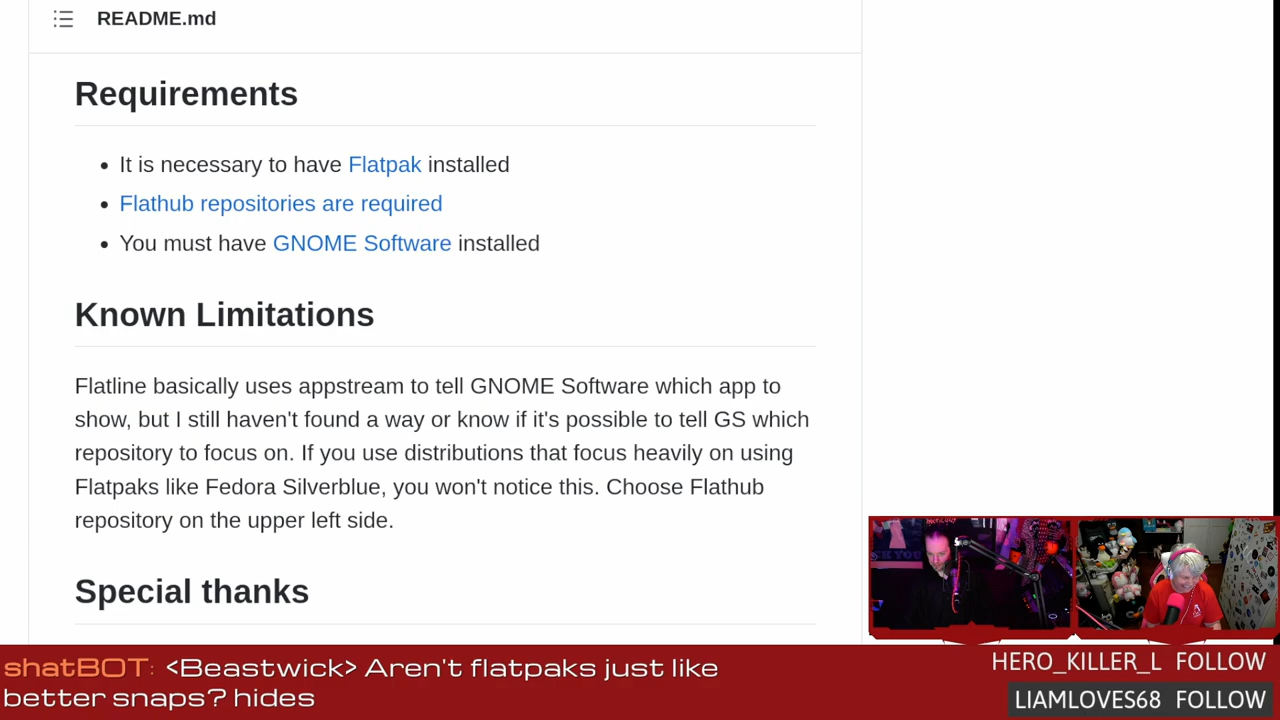 README.md
Requirements
It is necessary to have Flatpak installed
Flathub repositories are required
You must have GNOME Software installed
Known Limitations
Flatline basically uses appstream to tell GNOME Software which app to
show, but I still haven't found a way or know if it's possible to tell GS which
repository to focus on. If you use distributions that focus heavily on using
Flatpaks like Fedora Silverblue, you won't notice this. Choose Flathub
repository on the upper left side.
Special thanks
shatBOT: <Beastwick> Aren't flatpaks just like
better snaps? hides
HERO_KILLER_L FOLLOW
LIAMLOVES68 FOLLOW